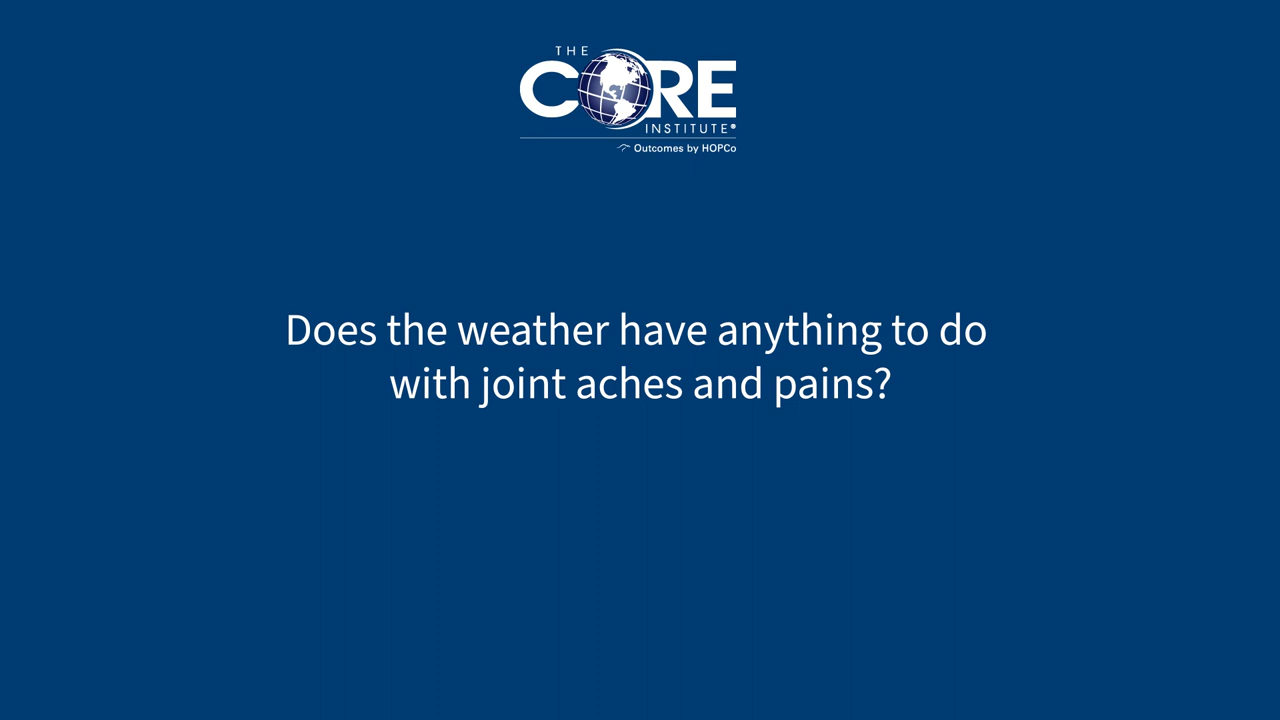 THE
CORE
INSTITUTE®
Outcomes by HOPCo
Does the weather have anything to do
with joint aches and pains?